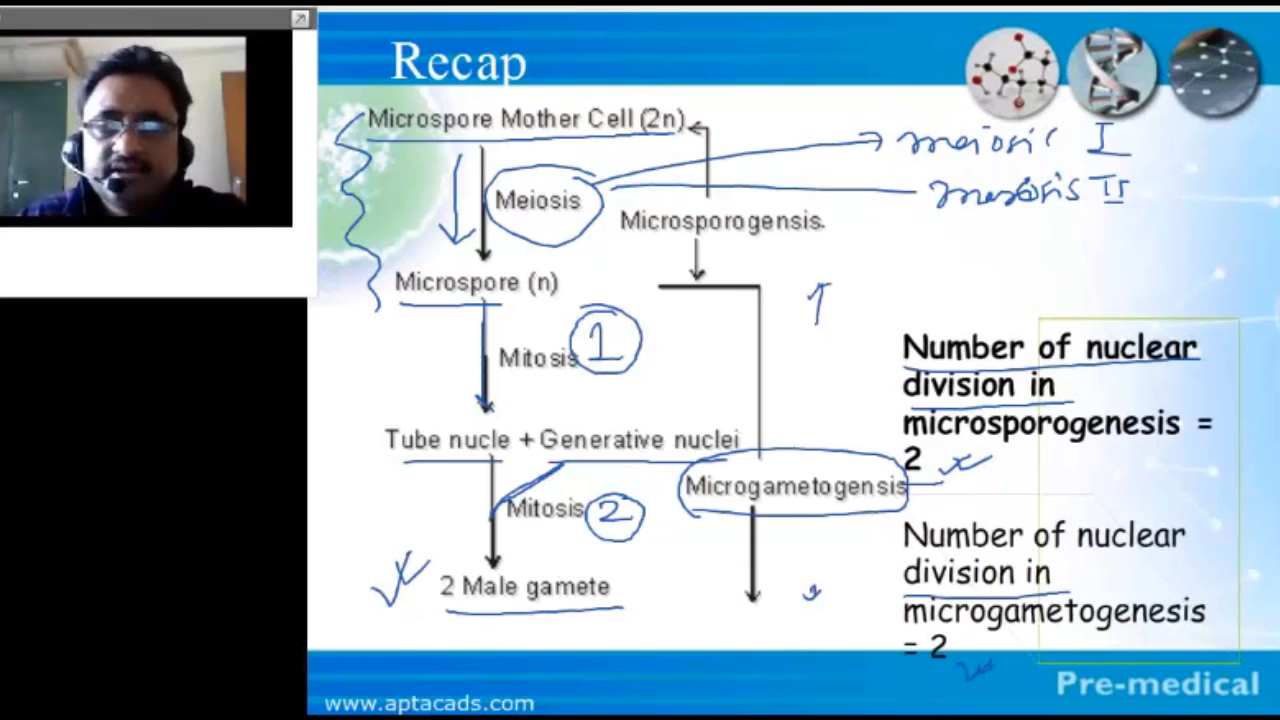 Recap
Microspore Mother Cell (2n)
meiosis I
Meiosis
meiosis II
Microsporogensis.
Microspore (n)
1
Mitosis
Number of nuclear
division in
microsporogenesis =
2
Tube nucle + Generative nuclei
Microgametogensis
Mitosis 2
Number of nuclear
division in
microgametogenesis
= 2
2 Male gamete
Pre-medical
www.aptacads.com